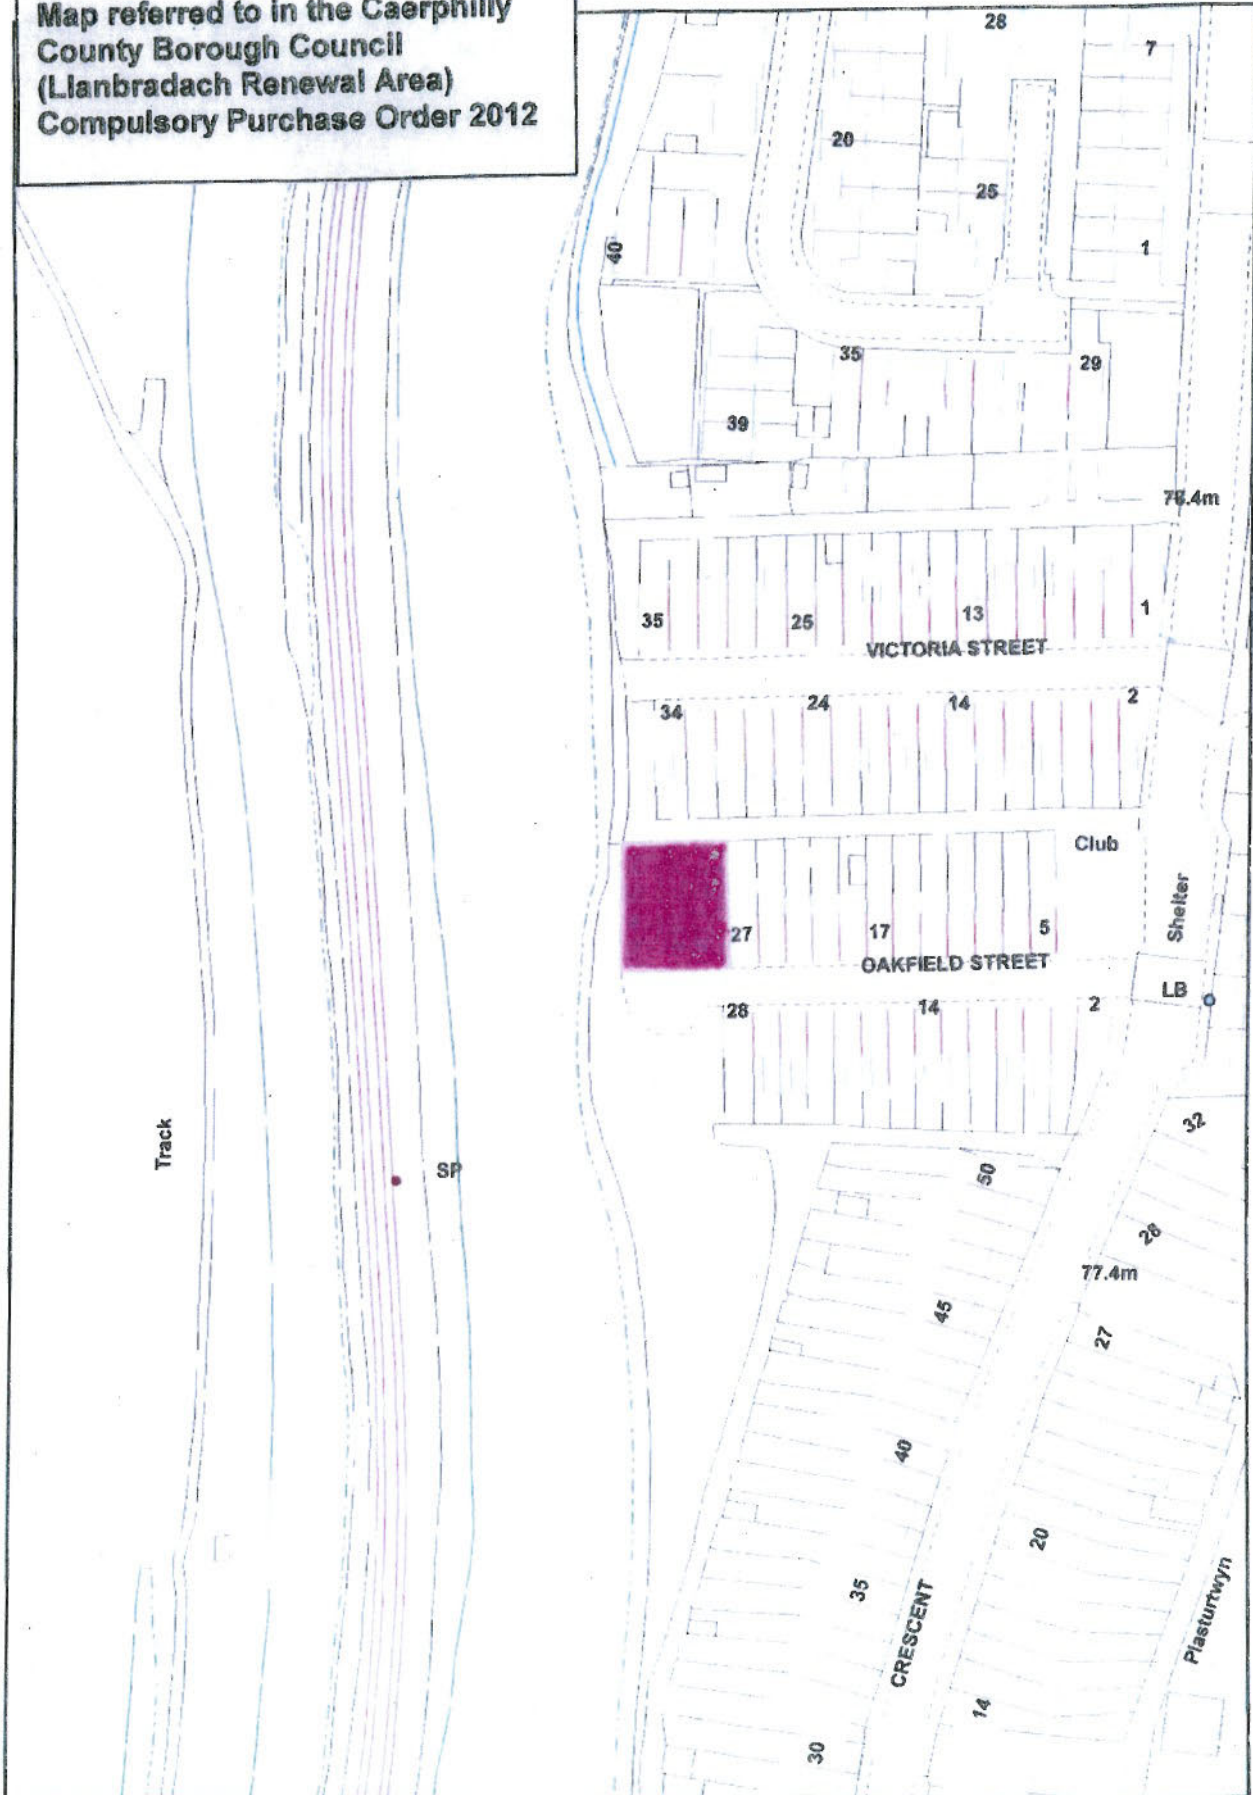 Map referred to in the Caerphilly
County Borough Council
(Llanbradach Renewal Area)
Compulsory Purchase Order 2012
28
7
20
25
40
1
35
29
39
35
25
13
1
VICTORIA STREET
34
24
14
2
Club
Shelter
27
17
5
OAKFIELD STREET
LB
28
14
2
32
Track
SP
50
28
77.4m
45
27
40
20
35
CRESCENT
Plasturtwyn
14
30